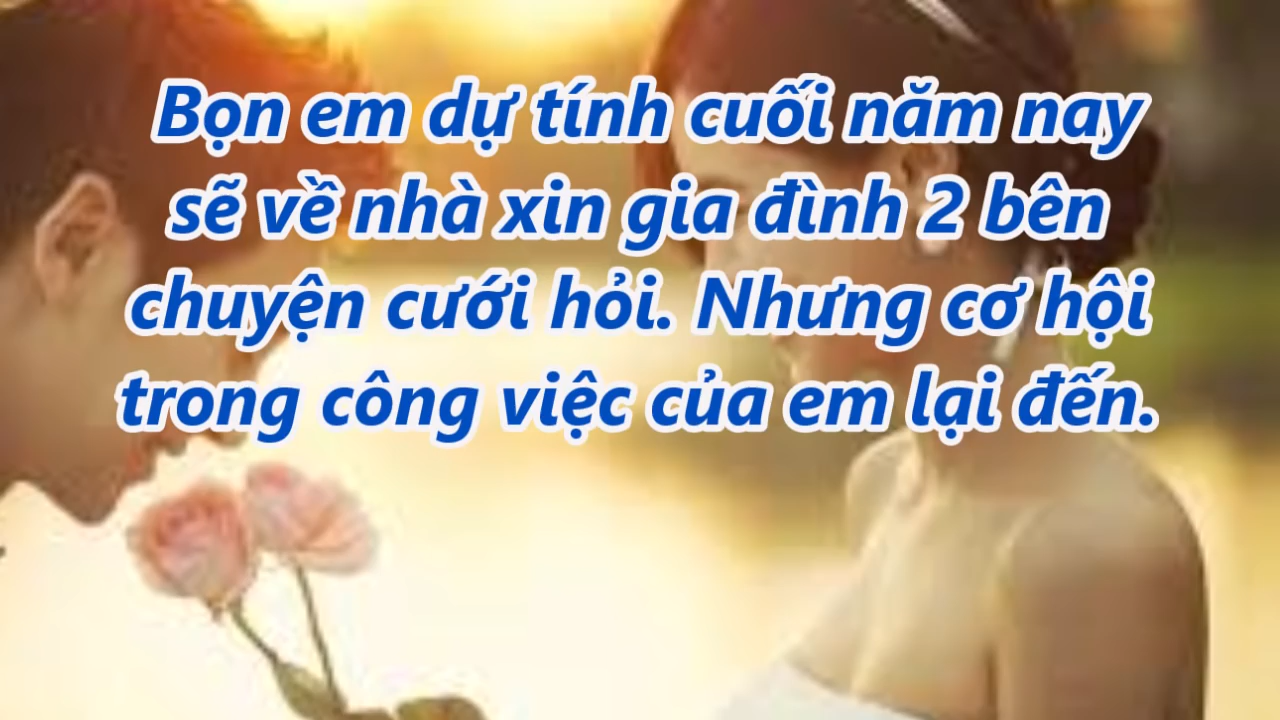 Bọn em dự tính cuối năm nay
sẽ về nhà xin gia đình 2 bên
chuyện cưới hỏi. Nhưng cơ hội
trong công việc của em lại đến.